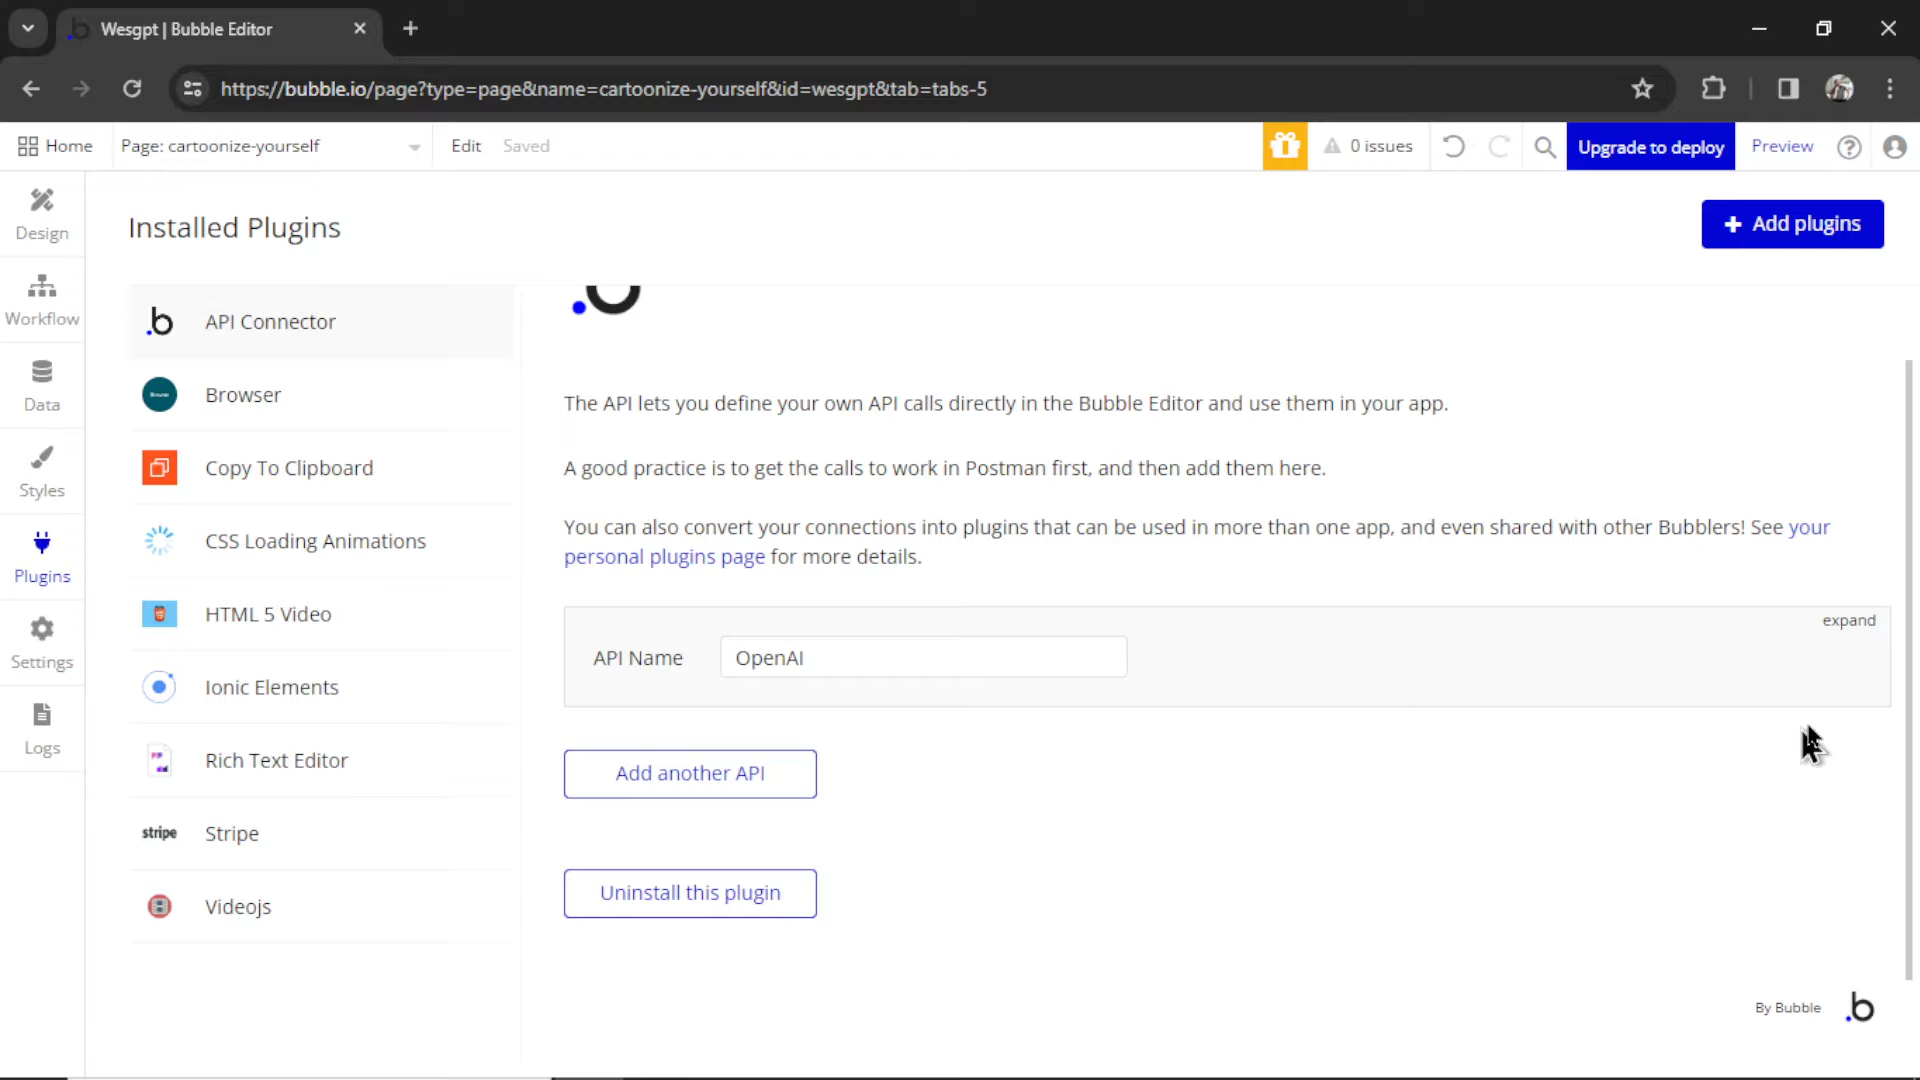 Wesgpt | Bubble Editor
https://bubble.io/page?type=page&name=cartoonize-yourself&id=wesgpt&tab=tabs-5
Home
Page: cartoonize-yourself
Edit
Saved
0 issues
Upgrade to deploy
Preview
Design
Workflow
Data
Styles
Plugins
Settings
Logs
Installed Plugins
Add plugins
API Connector
Browser
Copy To Clipboard
CSS Loading Animations
HTML 5 Video
Ionic Elements
Rich Text Editor
stripe
Stripe
Videojs
The API lets you define your own API calls directly in the Bubble Editor and use them in your app.
A good practice is to get the calls to work in Postman first, and then add them here.
You can also convert your connections into plugins that can be used in more than one app, and even shared with other Bubblers! See your
personal plugins page for more details.
expand
API Name
OpenAI
Add another API
Uninstall this plugin
By Bubble
.b